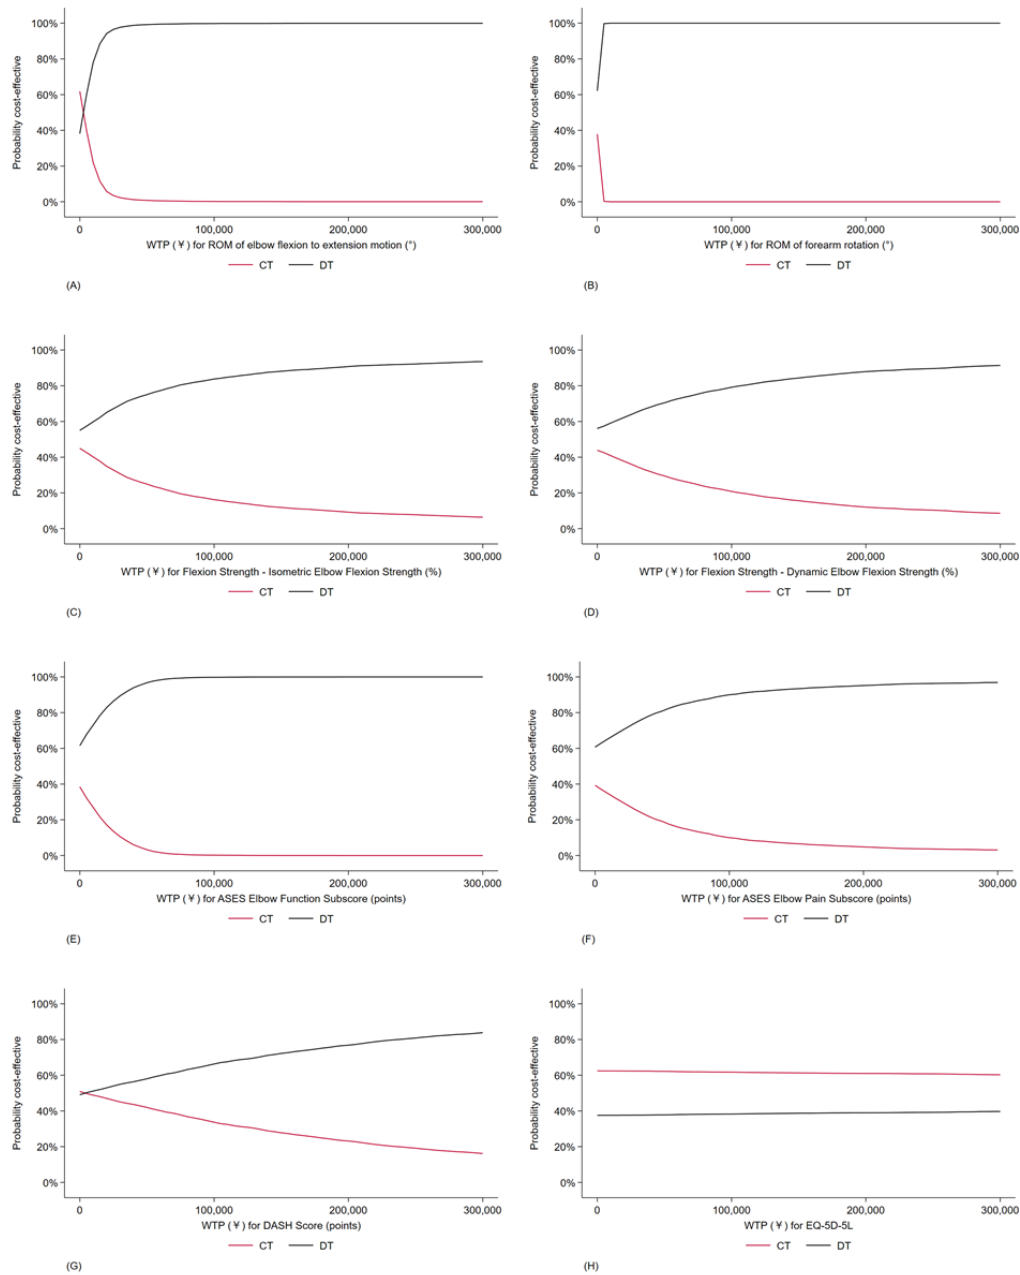 100%
80%
60%
40%
20%
0%
Probability cost-effective
0 100,000 200,000 300,000
WTP (¥) for ROM of elbow flexion to extension motion (°)
CT DT
(A)
100%
80%
60%
40%
20%
0%
Probability cost-effective
0 100,000 200,000 300,000
WTP (¥) for ROM of forearm rotation (°)
CT DT
(B)
100%
80%
60%
40%
20%
0%
Probability cost-effective
0 100,000 200,000 300,000
WTP (¥) for Flexion Strength - Isometric Elbow Flexion Strength (%)
CT DT
(C)
100%
80%
60%
40%
20%
0%
Probability cost-effective
0 100,000 200,000 300,000
WTP (¥) for Flexion Strength - Dynamic Elbow Flexion Strength (%)
CT DT
(D)
100%
80%
60%
40%
20%
0%
Probability cost-effective
0 100,000 200,000 300,000
WTP (¥) for ASES Elbow Function Subscore (points)
CT DT
(E)
100%
80%
60%
40%
20%
0%
Probability cost-effective
0 100,000 200,000 300,000
WTP (¥) for ASES Elbow Pain Subscore (points)
CT DT
(F)
100%
80%
60%
40%
20%
0%
Probability cost-effective
0 100,000 200,000 300,000
WTP (¥) for DASH Score (points)
CT DT
(G)
100%
80%
60%
40%
20%
0%
Probability cost-effective
0 100,000 200,000 300,000
WTP (¥) for EQ-5D-5L
CT DT
(H)